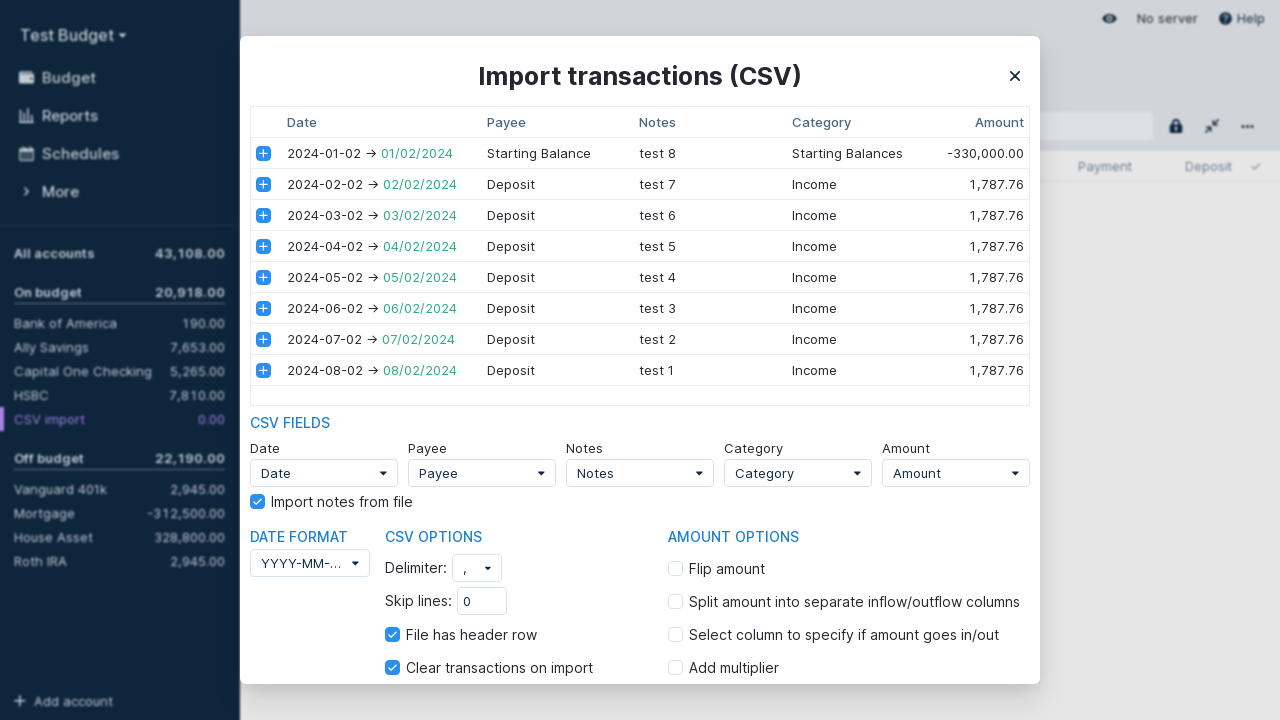 Test Budget
No server
Help
Budget
Reports
Schedules
More
All accounts 43,108.00
On budget 20,918.00
Bank of America 190.00
Ally Savings 7,653.00
Capital One Checking 5,265.00
HSBC 7,810.00
CSV import 0.00
Off budget 22,190.00
Vanguard 401k 2,945.00
Mortgage -312,500.00
House Asset 328,800.00
Roth IRA 2,945.00
Add account
Payment Deposit
Import transactions (CSV)
Date Payee Notes Category Amount
2024-01-02 → 01/02/2024 Starting Balance test 8 Starting Balances -330,000.00
2024-02-02 → 02/02/2024 Deposit test 7 Income 1,787.76
2024-03-02 → 03/02/2024 Deposit test 6 Income 1,787.76
2024-04-02 → 04/02/2024 Deposit test 5 Income 1,787.76
2024-05-02 → 05/02/2024 Deposit test 4 Income 1,787.76
2024-06-02 → 06/02/2024 Deposit test 3 Income 1,787.76
2024-07-02 → 07/02/2024 Deposit test 2 Income 1,787.76
2024-08-02 → 08/02/2024 Deposit test 1 Income 1,787.76
CSV FIELDS
Date Payee Notes Category Amount
Date Payee Notes Category Amount
Import notes from file
DATE FORMAT
YYYY-MM-...
CSV OPTIONS
Delimiter: ,
Skip lines: 0
File has header row
Clear transactions on import
AMOUNT OPTIONS
Flip amount
Split amount into separate inflow/outflow columns
Select column to specify if amount goes in/out
Add multiplier